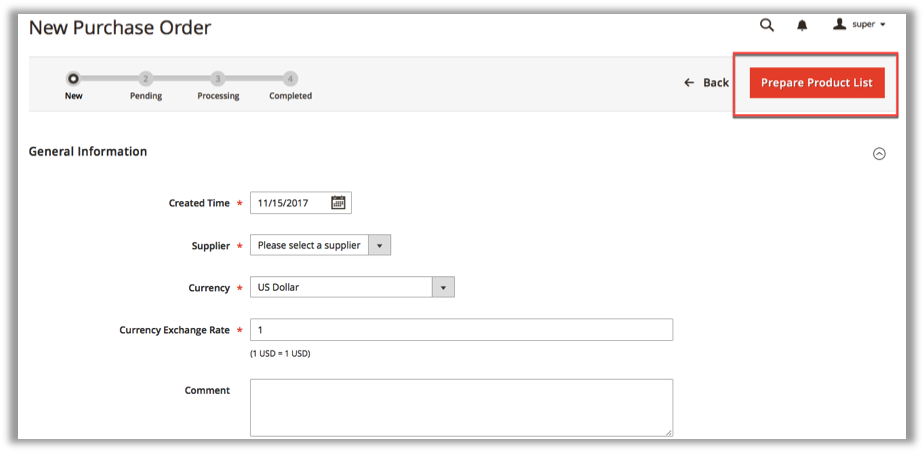 New Purchase Order
super
2
3
4
New
Pending
Processing
Completed
Back
Prepare Product List
General Information
Created Time *
11/15/2017
Supplier *
Please select a supplier
Currency *
US Dollar
Currency Exchange Rate *
1
(1 USD = 1 USD)
Comment